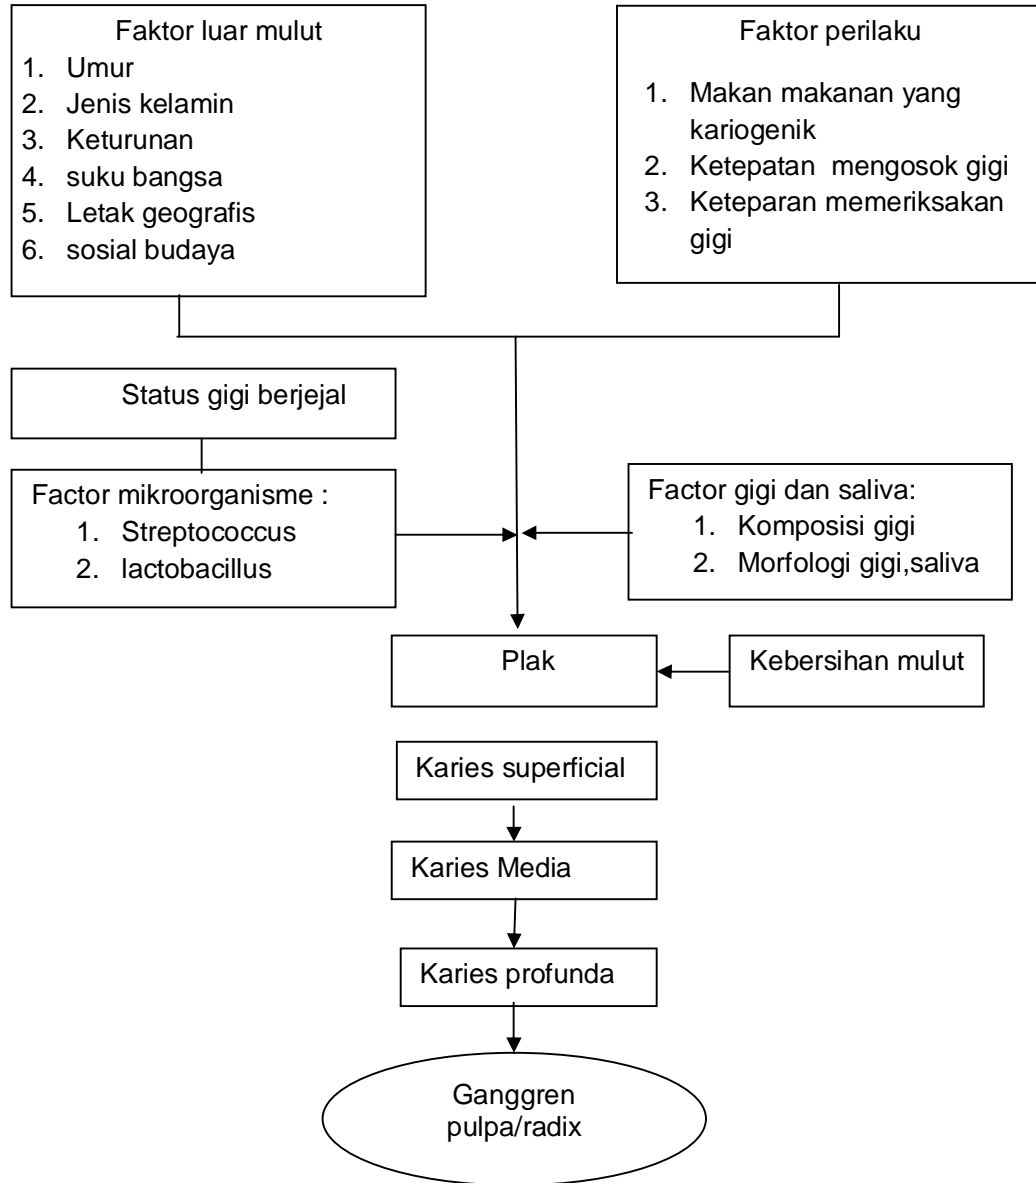 Faktor luar mulut
1. Umur
2. Jenis kelamin
3. Keturunan
4. suku bangsa
5. Letak geografis
6. sosial budaya
Faktor perilaku
1. Makan makanan yang
kariogenik
2. Ketepatan mengosok gigi
3. Keteparan memeriksakan
gigi
Status gigi berjejal
Factor mikroorganisme :
1. Streptococcus
2. lactobacillus
Factor gigi dan saliva:
1. Komposisi gigi
2. Morfologi gigi,saliva
Plak
Kebersihan mulut
Karies superficial
Karies Media
Karies profunda
Ganggren
pulpa/radix